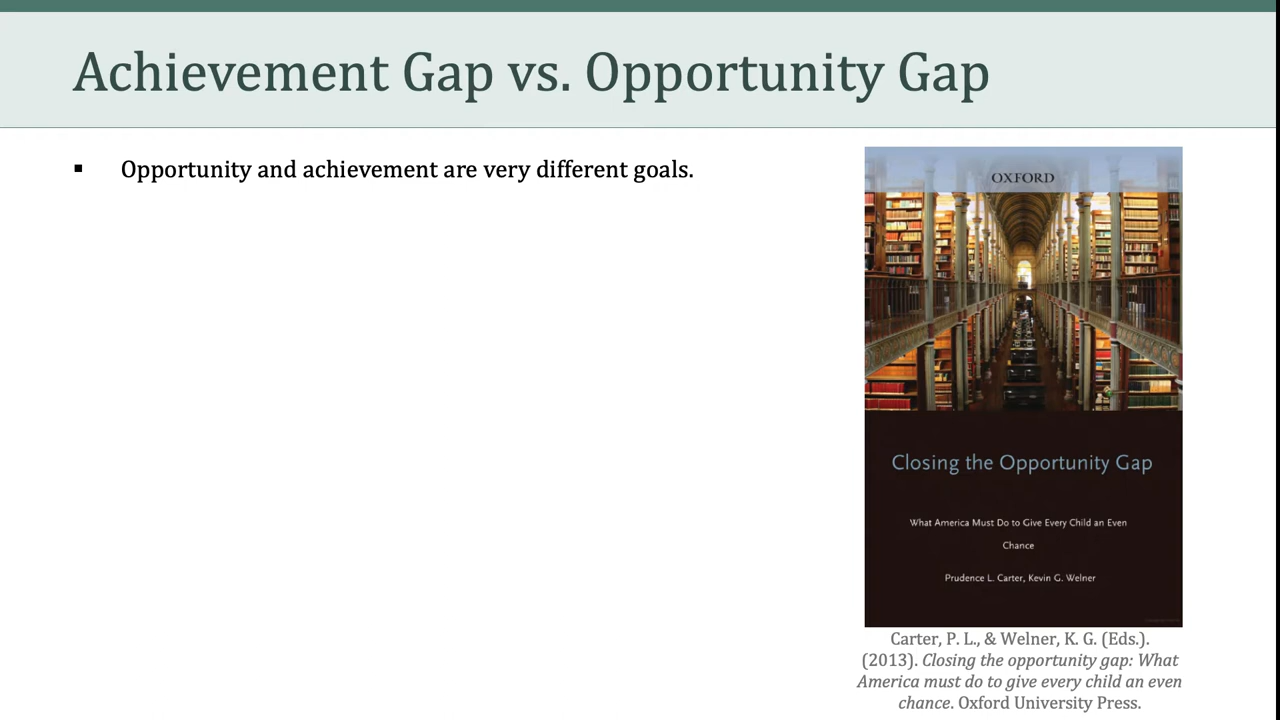 Achievement Gap vs. Opportunity Gap
▪ Opportunity and achievement are very different goals.
OXFORD
Closing the Opportunity Gap
What America Must Do to Give Every Child an Even
Chance
Prudence L. Carter, Kevin G. Welner
Carter, P. L., & Welner, K. G. (Eds.).
(2013). Closing the opportunity gap: What
America must do to give every child an even
chance. Oxford University Press.